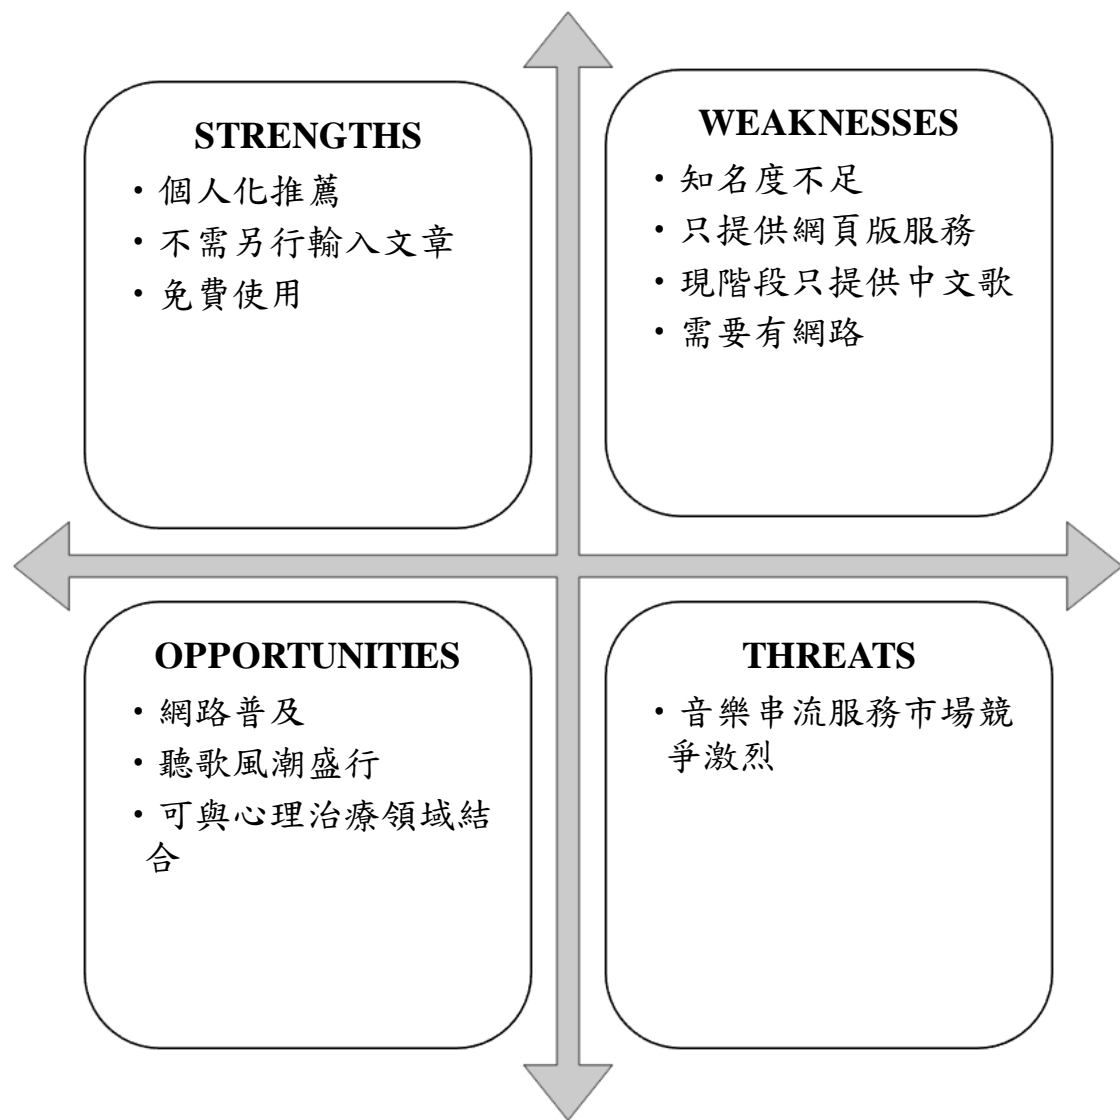 STRENGTHS
・個人化推薦
・不需另行輸入文章
・免費使用
WEAKNESSES
・知名度不足
・只提供網頁版服務
・現階段只提供中文歌
・需要有網路
OPPORTUNITIES
・網路普及
・聽歌風潮盛行
・可與心理治療領域結
合
THREATS
・音樂串流服務市場競
爭激烈